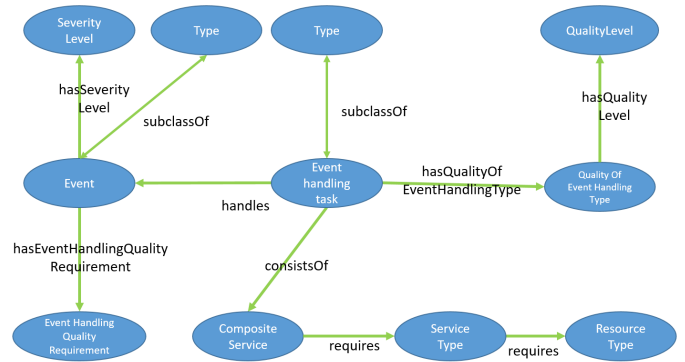 Severity
Level
Type
Type
QualityLevel
hasSeverity
Level
subclassOf
subclassOf
hasQuality
Level
Event
handles
Event
handling
task
hasQualityOf
EventHandlingType
Quality Of
Event Handling
Type
hasEventHandlingQuality
Requirement
consistsOf
Event Handling
Quality
Requirement
Composite
Service
requires
Service
Type
requires
Resource
Type